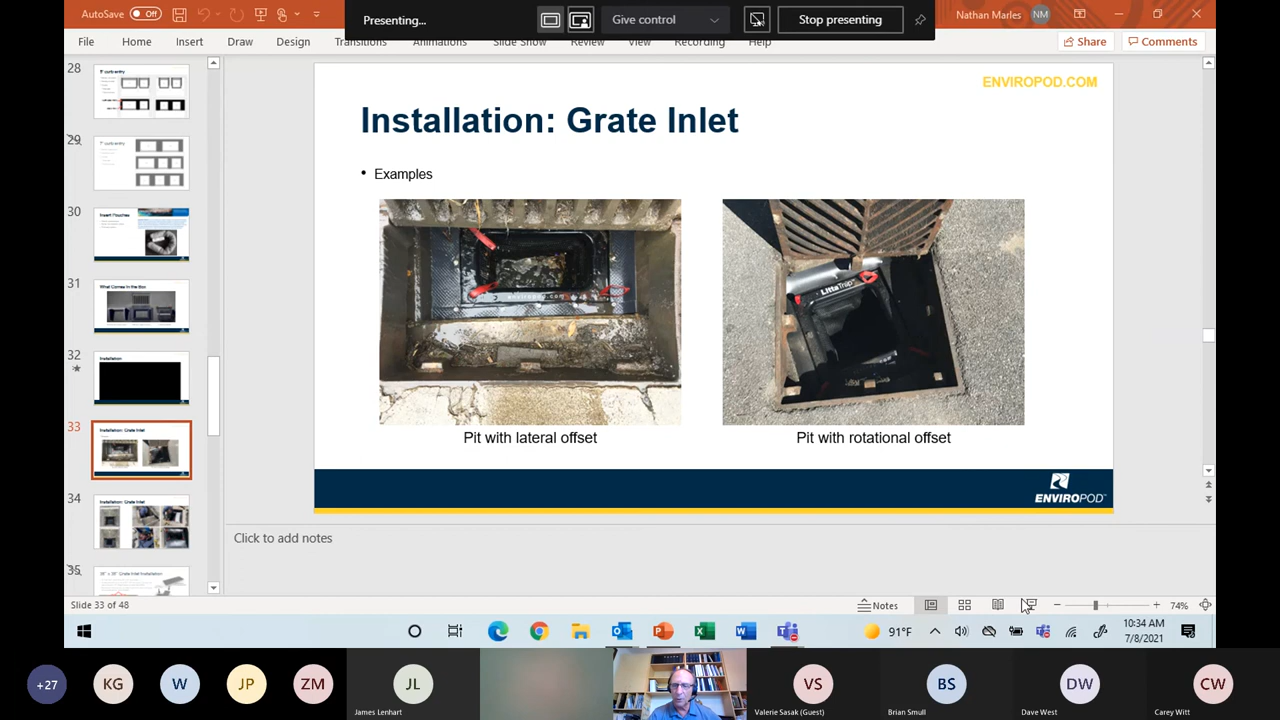 AutoSave Off
Presenting...
Give control
Stop presenting
Nathan Marles NM
File Home Insert Draw Design Transitions Animations Slide Show Review View Recording Help
Share Comments
28
29
30
Insert Pouches
31
What Comes In the Box
32
Installation
33
Installation: Grate Inlet
34
Installation: Grate Inlet
35
ENVIROPOD.COM
Installation: Grate Inlet
• Examples
enviropod.com
LittaTrap
Pit with lateral offset
Pit with rotational offset
ENVIROPOD
Click to add notes
Slide 33 of 48
Notes
74%
91°F
10:34 AM
7/8/2021
+27
KG
W
JP
ZM
JL
James Lenhart
VS
Valerie Sasak (Guest)
BS
Brian Smull
DW
Dave West
CW
Carey Witt